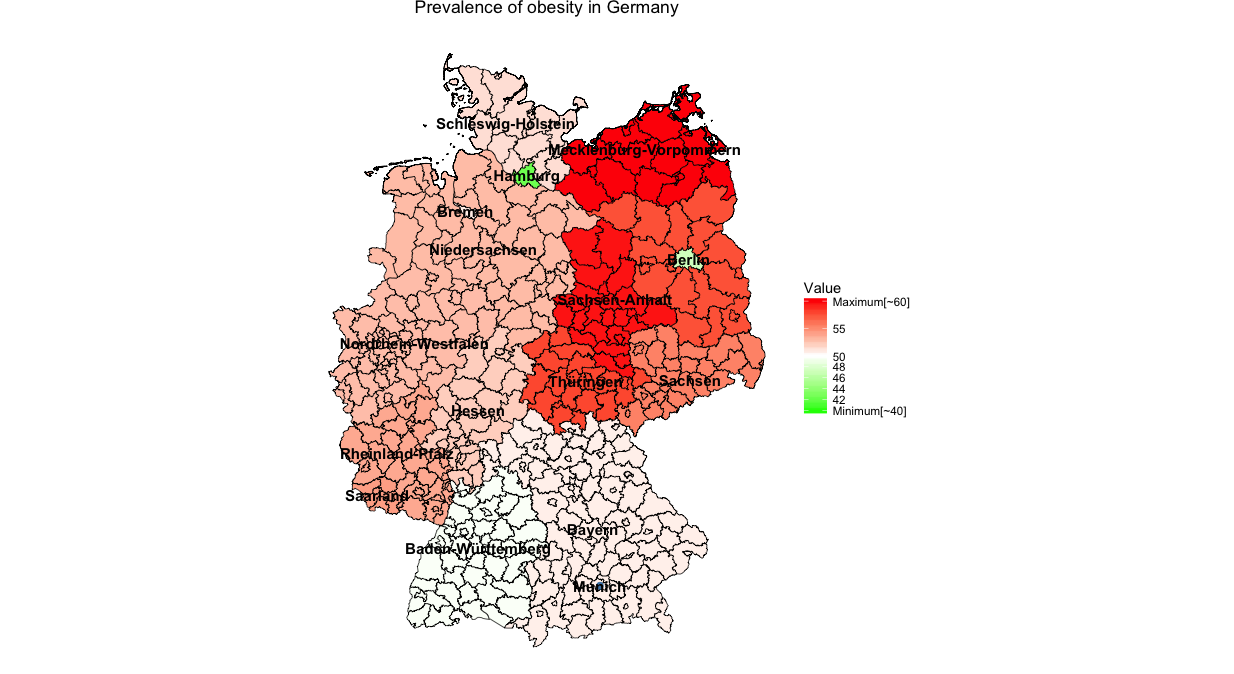 Prevalence of obesity in Germany
Schleswig-Holstein
Mecklenburg-Vorpommern
Hamburg
Bremen
Niedersachsen
Berlin
Sachsen-Anhalt
Nordrhein-Westfalen
Thüringen
Sachsen
Hessen
Rheinland-Pfalz
Saarland
Bayern
Baden-Württemberg
Munich
Value
Maximum[~60]
55
50
48
46
44
42
Minimum[~40]